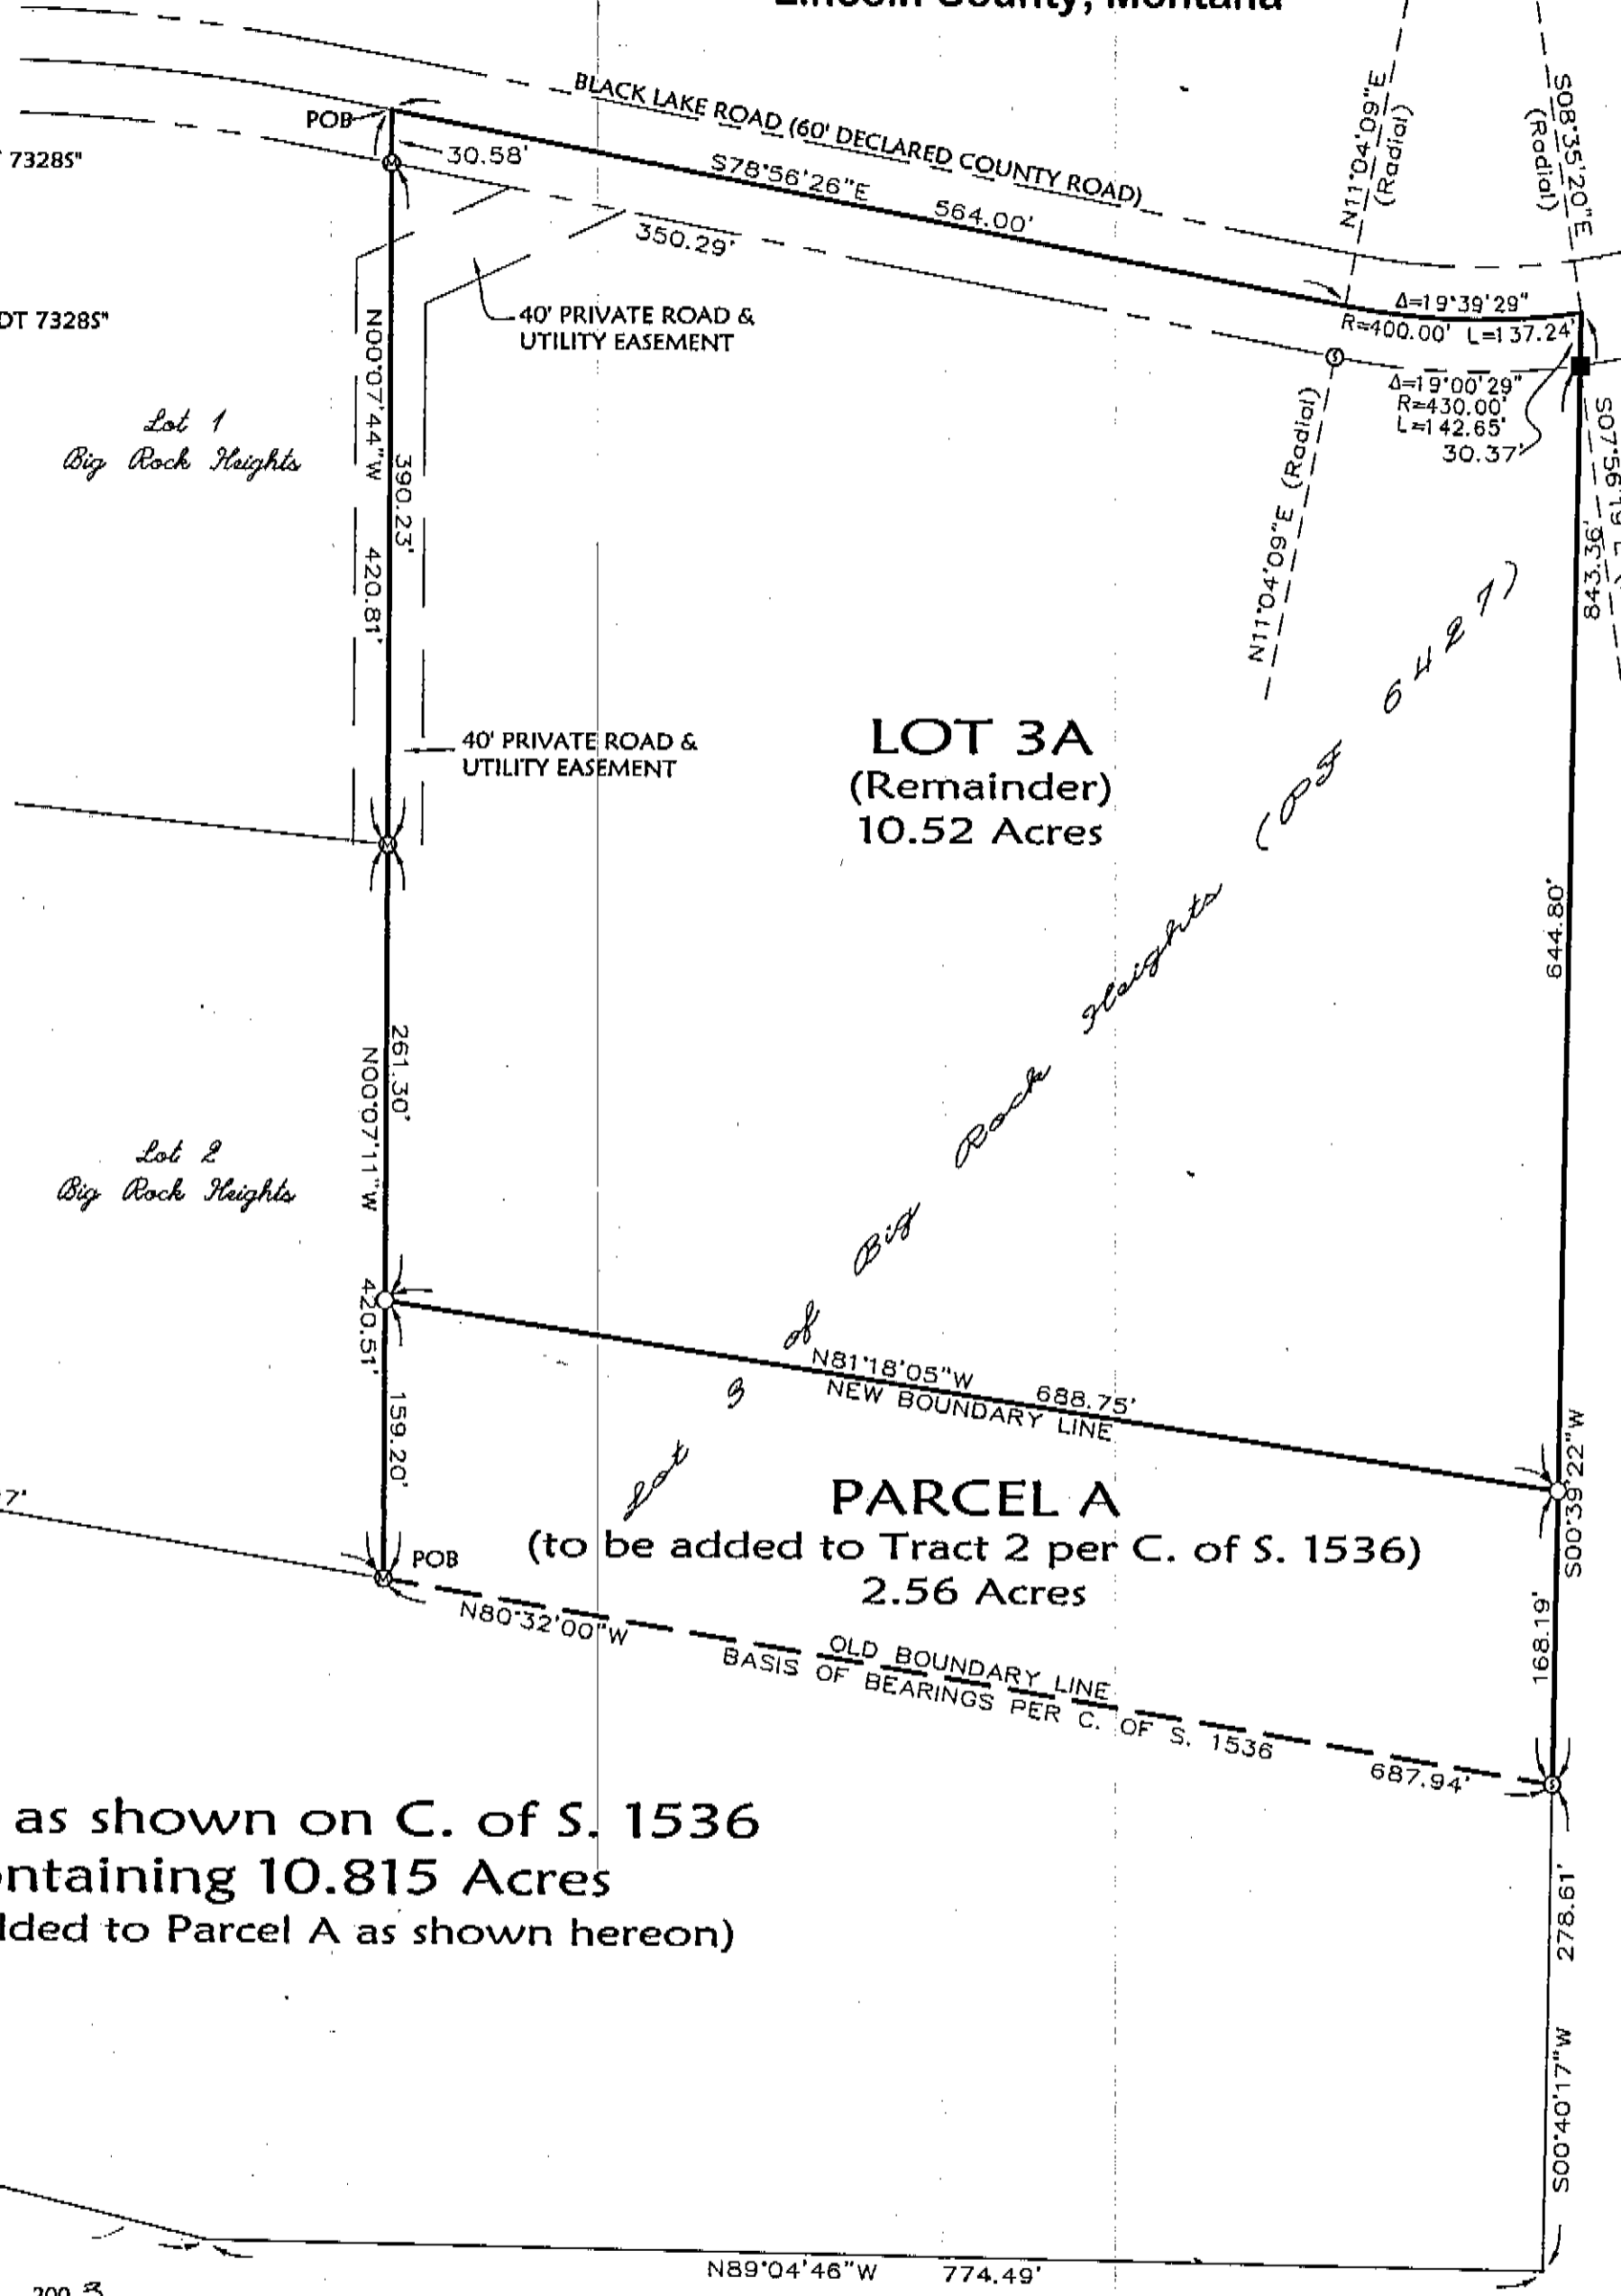 Lincoln County, Montana
BLACK LAKE ROAD (60' DECLARED COUNTY ROAD)
POB
30.58'
S78°56'26"E 564.00'
350.29'
N11°04'09"E
(Radial)
S08°35'20"E
(Radial)
7328S"
DT 7328S"
Δ=19°39'29"
R=400.00' L=137.24'
Δ=19°00'29"
R=430.00'
L=142.65'
30.37'
40' PRIVATE ROAD &
UTILITY EASEMENT
N00°07'44"W 420.81'
390.23'
Lot 1
Big Rock Heights
N11°04'09"E (Radial)
S07°56'19"
843.36'
40' PRIVATE ROAD &
UTILITY EASEMENT
LOT 3A
(Remainder)
10.52 Acres
Lot 3 of Big Rock Heights (PF 6427)
644.80'
261.30'
N00°07'11"W 420.51'
Lot 2
Big Rock Heights
159.20'
N81°18'05"W 688.75'
NEW BOUNDARY LINE
S00°39'22"W
7'
POB
PARCEL A
(to be added to Tract 2 per C. of S. 1536)
2.56 Acres
168.19'
N80°32'00"W
OLD BOUNDARY LINE
BASIS OF BEARINGS PER C. OF S. 1536
687.94'
as shown on C. of S. 1536
ntaining 10.815 Acres
dded to Parcel A as shown hereon)
278.61'
S00°40'17"W
N89°04'46"W 774.49'